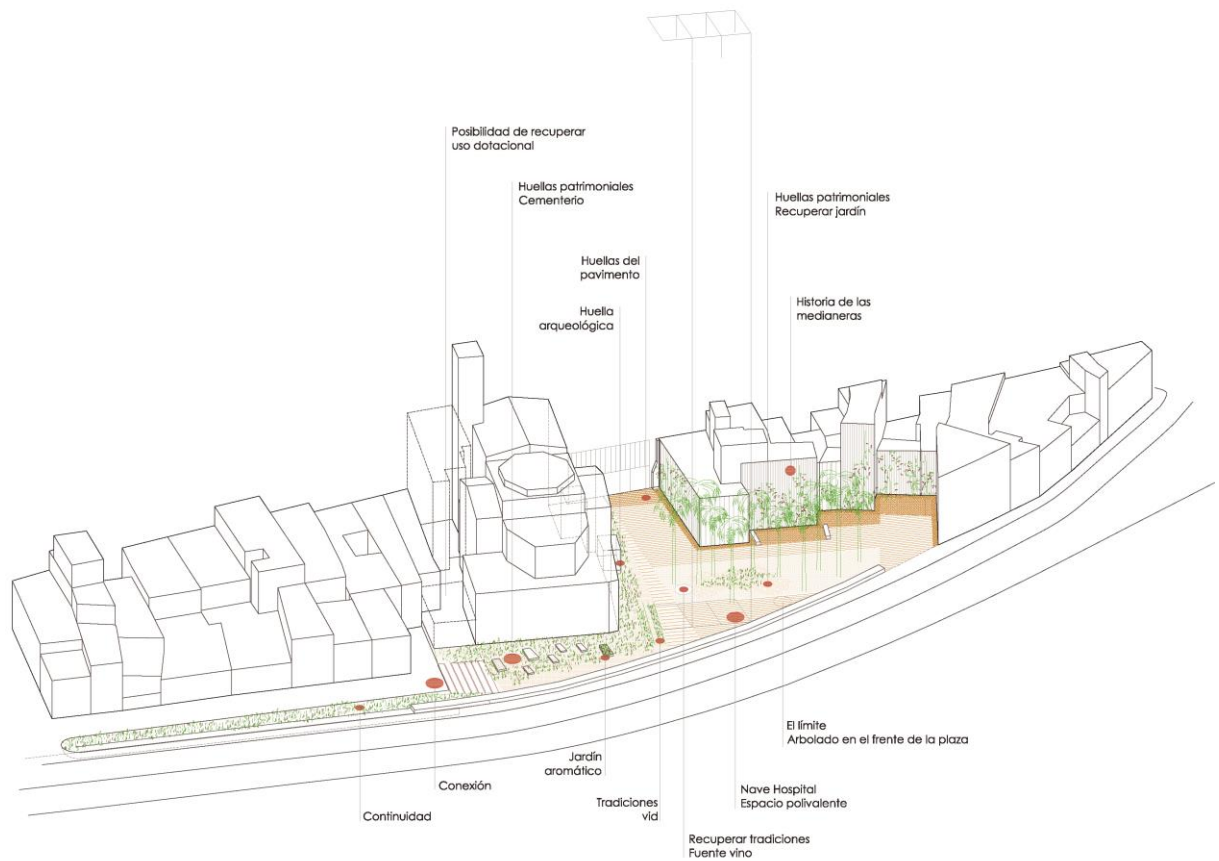 Posibilidad de recuperar
uso dotacional
Huellas patrimoniales
Cementerio
Huellas patrimoniales
Recuperar jardín
Huellas del
pavimento
Historia de las
medianeras
Huella
arqueológica
El límite
Arbolado en el frente de la plaza
Jardín
aromático
Conexión
Nave Hospital
Espacio polivalente
Tradiciones
vid
Continuidad
Recuperar tradiciones
Fuente vino